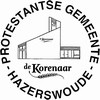 PROTESTANTSE GEMEENTE
de Korenaar
HAZERSWOUDE